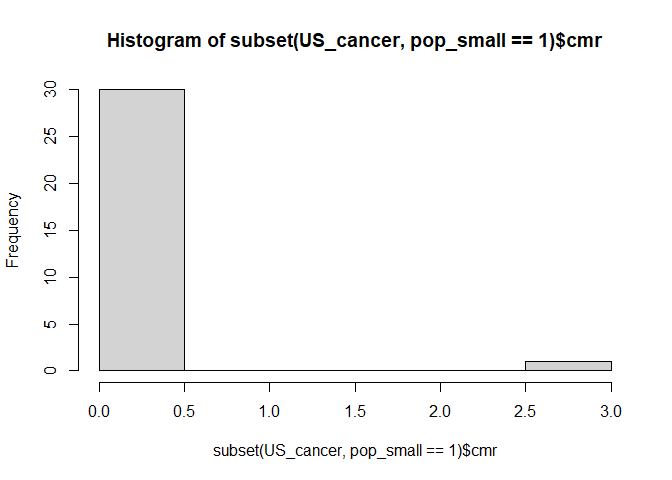 Histogram of subset(US_cancer, pop_small == 1)$cmr
Frequency
30
25
20
15
10
5
0
0.0 0.5 1.0 1.5 2.0 2.5 3.0
subset(US_cancer, pop_small == 1)$cmr